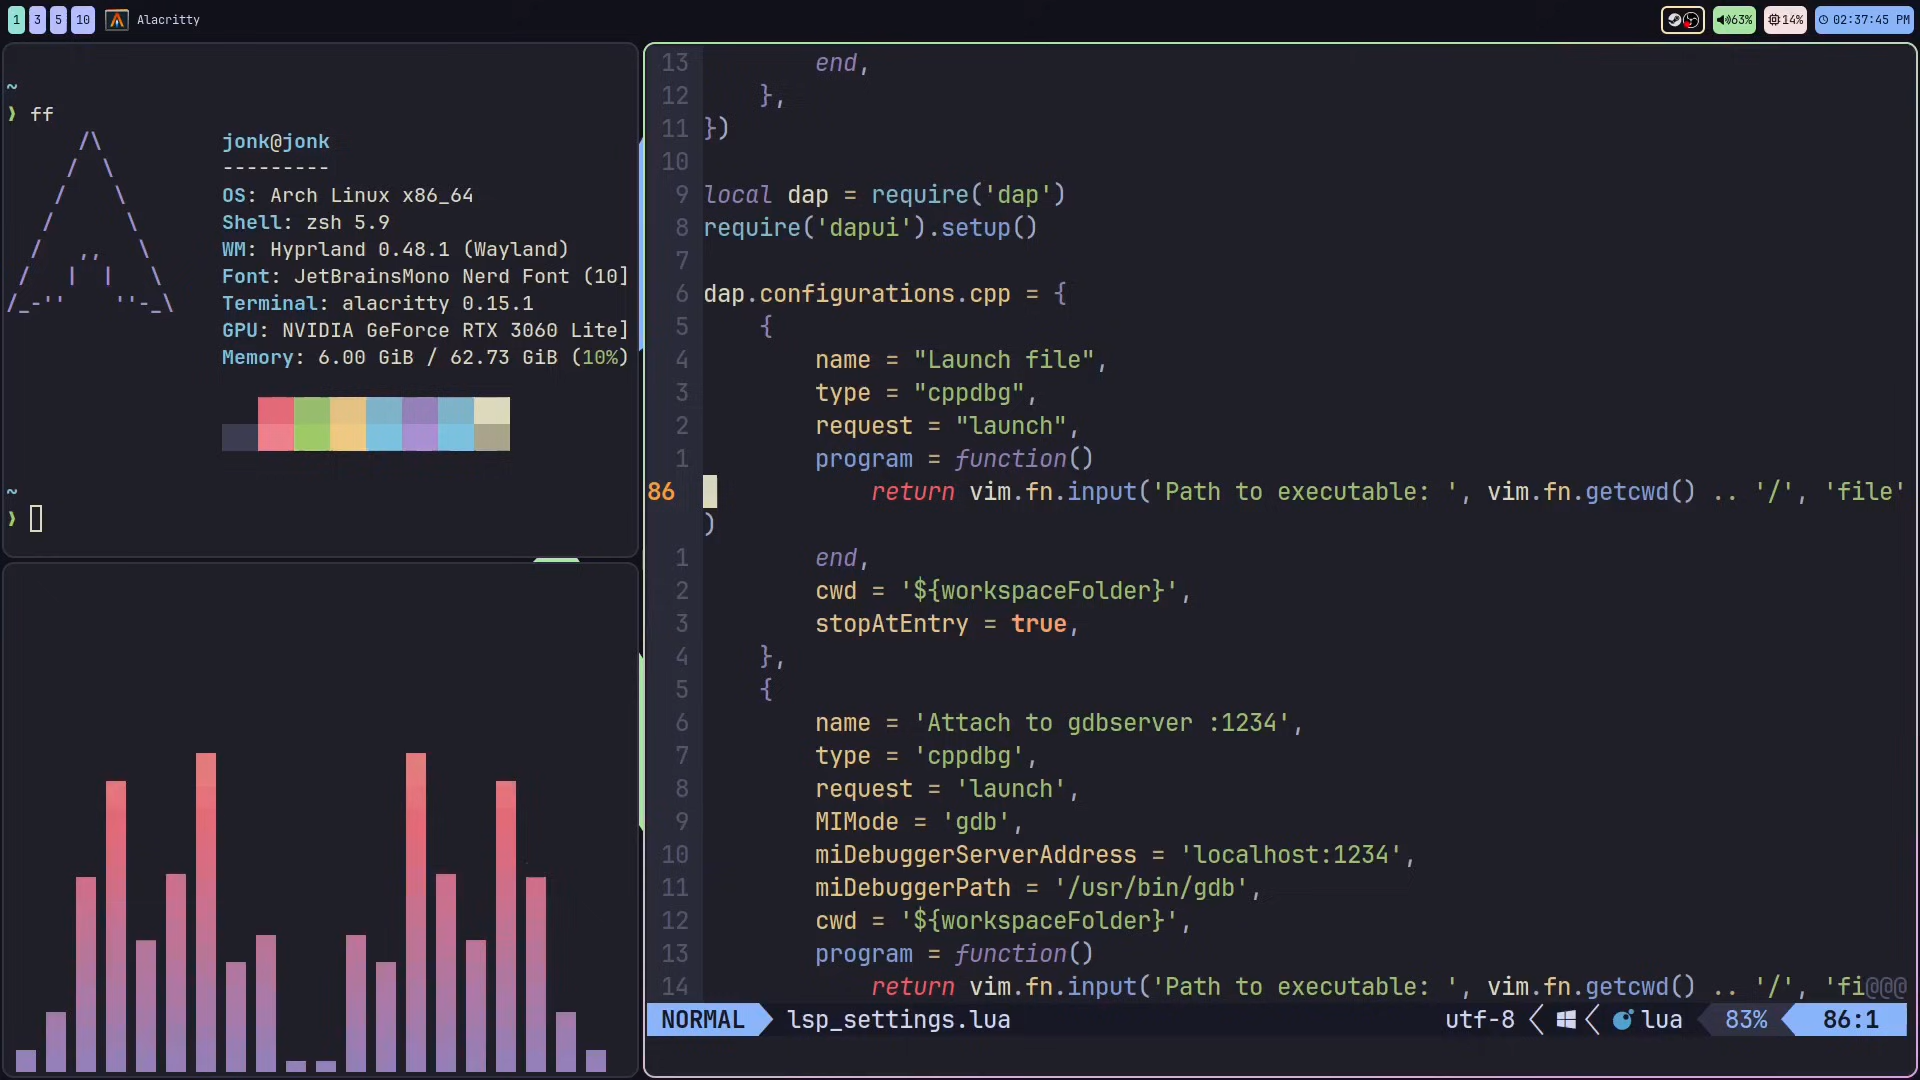 1 3 5 10 Alacritty 63% 14% 02:37:45 PM
~
❯ ff
jonk@jonk
---------
OS: Arch Linux x86_64
Shell: zsh 5.9
WM: Hyprland 0.48.1 (Wayland)
Font: JetBrainsMono Nerd Font (10]
Terminal: alacritty 0.15.1
GPU: NVIDIA GeForce RTX 3060 Lite]
Memory: 6.00 GiB / 62.73 GiB (10%)
~
❯
13 end,
12 },
11 })
10
9 local dap = require('dap')
8 require('dapui').setup()
7
6 dap.configurations.cpp = {
5 {
4 name = "Launch file",
3 type = "cppdbg",
2 request = "launch",
1 program = function()
86 return vim.fn.input('Path to executable: ', vim.fn.getcwd() .. '/', 'file'
)
1 end,
2 cwd = '${workspaceFolder}',
3 stopAtEntry = true,
4 },
5 {
6 name = 'Attach to gdbserver :1234',
7 type = 'cppdbg',
8 request = 'launch',
9 MIMode = 'gdb',
10 miDebuggerServerAddress = 'localhost:1234',
11 miDebuggerPath = '/usr/bin/gdb',
12 cwd = '${workspaceFolder}',
13 program = function()
14 return vim.fn.input('Path to executable: ', vim.fn.getcwd() .. '/', 'fi@@@
NORMAL lsp_settings.lua utf-8 lua 83% 86:1